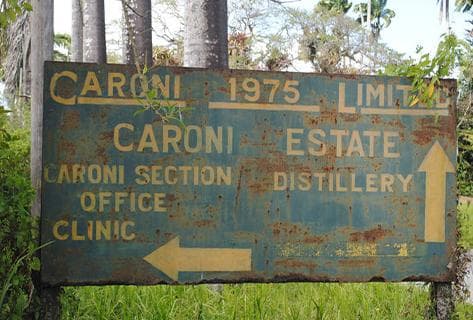 CARONI 1975 LIMITED
CARONI ESTATE
CARONI SECTION DISTILLERY
OFFICE
CLINIC